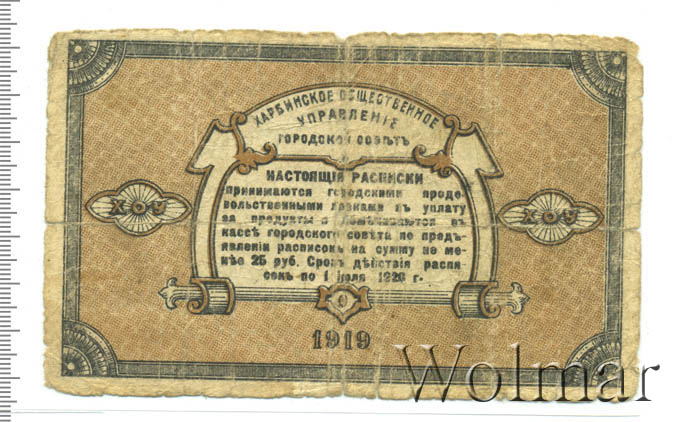 ХАРБИНСКОЕ ОБЩЕСТВЕННОЕ
УПРАВЛЕНІЕ
ГОРОДСКОЙ СОВѢТЪ
НАСТОЯЩІЯ РАСПИСКИ
принимаются городскими продо-
вольственными лавками въ уплату
за продукты и обмѣниваются въ
кассѣ городского совѣта по предъ-
явленіи расписокъ на сумму не ме-
нѣе 25 руб. Срокъ дѣйствія распи-
сокъ по 1 Іюля 1920 г.
ХОУ
ХОУ
1919
Wolmar